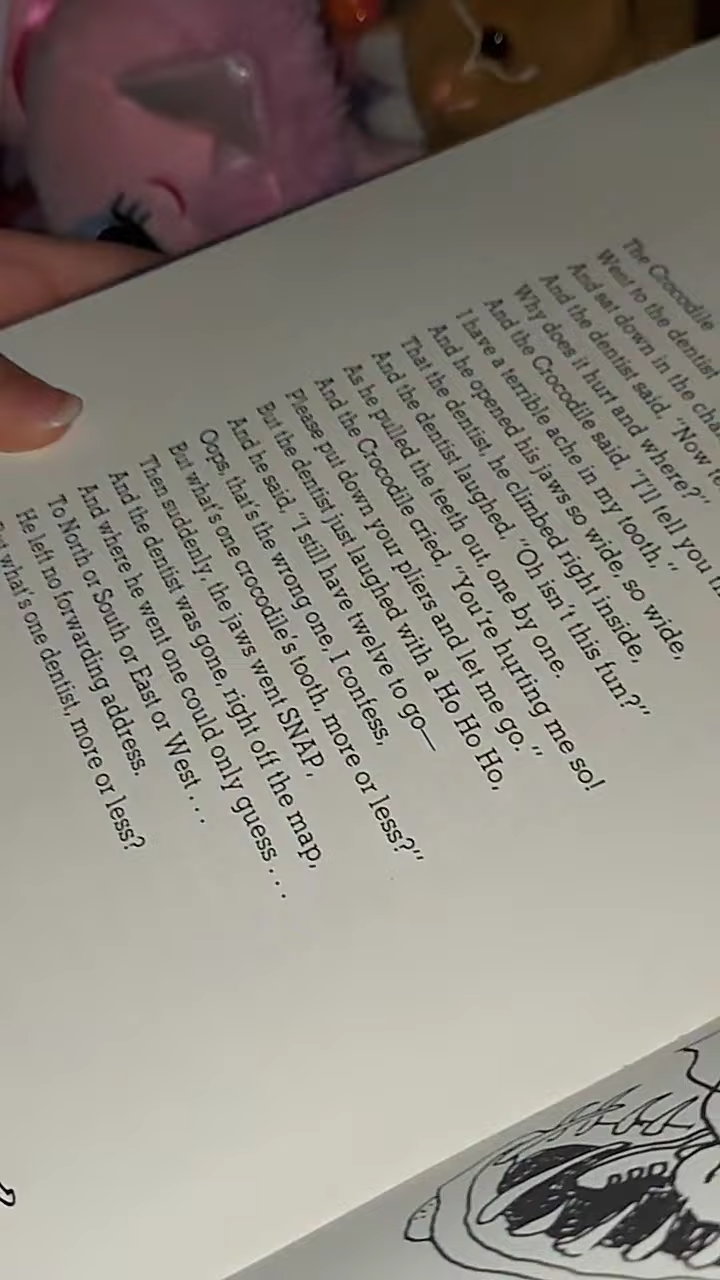 The Crocodile
Went to the dentist
And sat down in the
And the dentist said, "Now
Why does it hurt and where?"
And the Crocodile said, "I'll tell you
I have a terrible ache in my tooth,"
And he opened his jaws so wide, so wide,
That the dentist, he climbed right inside,
And the dentist laughed, "Oh isn't this fun?"
As he pulled the teeth out, one by one.
And the Crocodile cried, "You're hurting me so!
Please put down your pliers and let me go."
But the dentist just laughed with a Ho Ho Ho,
And he said, "I still have twelve to go—
Oops, that's the wrong one, I confess,
But what's one crocodile's tooth, more or less?"
Then suddenly, the jaws went SNAP,
And the dentist was gone, right off the map,
And where he went one could only guess . . . .
To North or South or East or West . . .
He left no forwarding address.
what's one dentist, more or less?